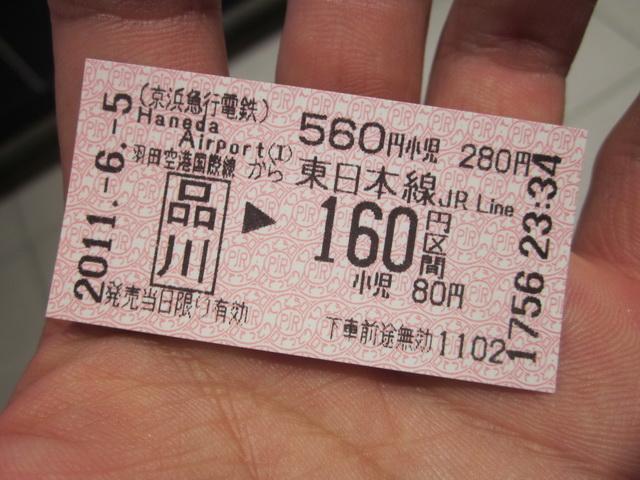 2011.-6.-5
(京浜急行電鉄)
Haneda
Airport(I)
羽田空港国際線 から
560円小児 280円
東日本線 JR Line
品川 ▶ 160円区間
小児 80円
発売当日限り有効
下車前途無効 1102
1756 23:34